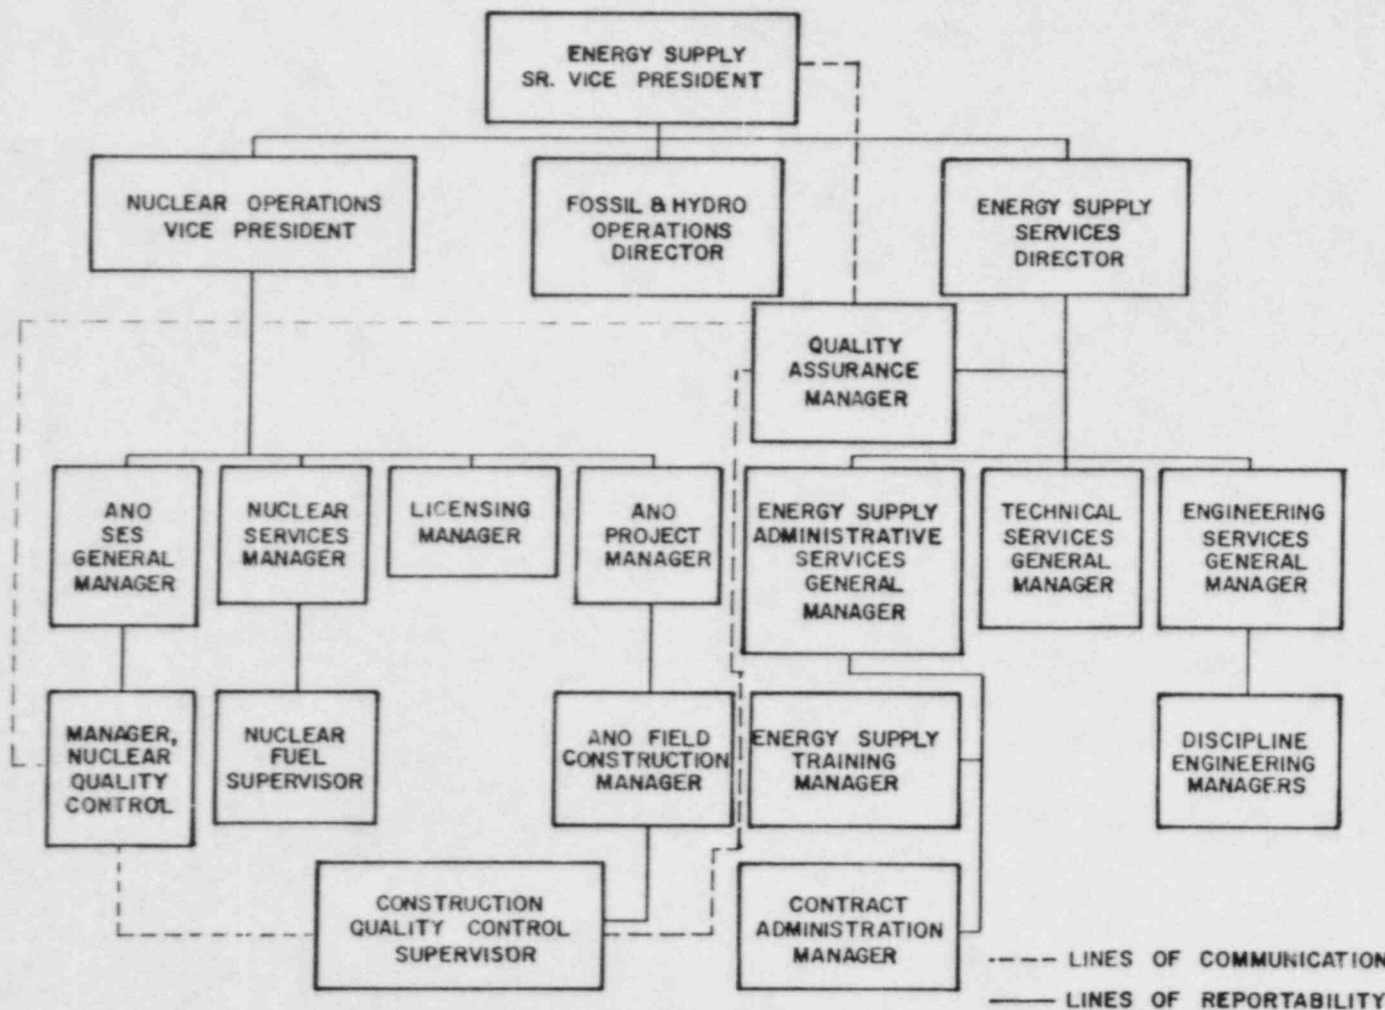 ENERGY SUPPLY
SR. VICE PRESIDENT
NUCLEAR OPERATIONS
VICE PRESIDENT
FOSSIL & HYDRO
OPERATIONS
DIRECTOR
ENERGY SUPPLY
SERVICES
DIRECTOR
QUALITY
ASSURANCE
MANAGER
ANO
SES
GENERAL
MANAGER
NUCLEAR
SERVICES
MANAGER
LICENSING
MANAGER
ANO
PROJECT
MANAGER
ENERGY SUPPLY
ADMINISTRATIVE
SERVICES
GENERAL
MANAGER
TECHNICAL
SERVICES
GENERAL
MANAGER
ENGINEERING
SERVICES
GENERAL
MANAGER
MANAGER,
NUCLEAR
QUALITY
CONTROL
NUCLEAR
FUEL
SUPERVISOR
ANO FIELD
CONSTRUCTION
MANAGER
ENERGY SUPPLY
TRAINING
MANAGER
DISCIPLINE
ENGINEERING
MANAGERS
CONSTRUCTION
QUALITY CONTROL
SUPERVISOR
CONTRACT
ADMINISTRATION
MANAGER
LINES OF COMMUNICATION
LINES OF REPORTABILITY